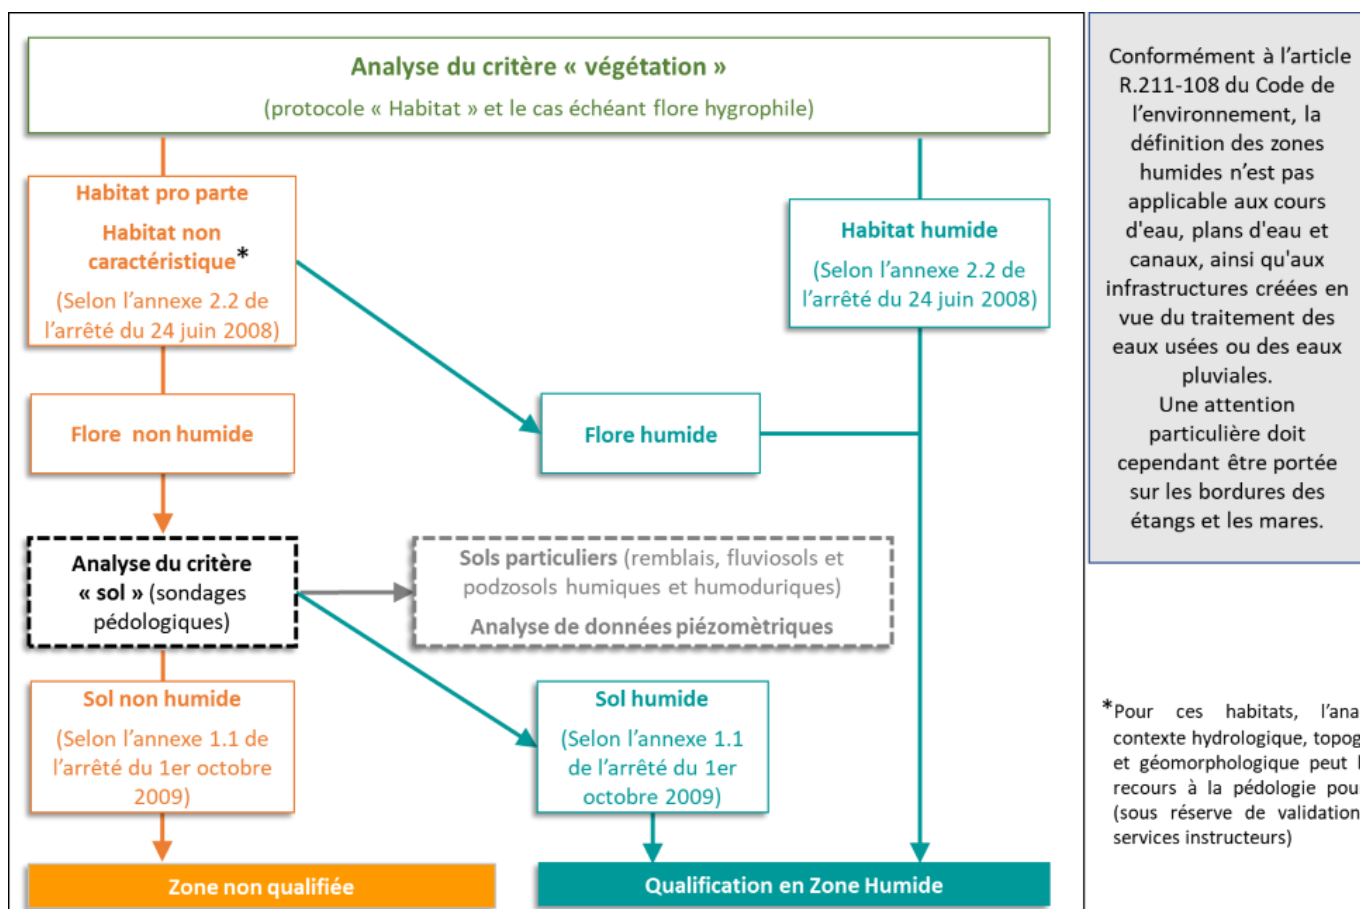 Analyse du critère « végétation »
(protocole « Habitat » et le cas échéant flore hygrophile)
Habitat pro parte
Habitat non
caractéristique*
(Selon l’annexe 2.2 de
l’arrêté du 24 juin 2008)
Habitat humide
(Selon l’annexe 2.2 de
l’arrêté du 24 juin 2008)
Flore non humide
Flore humide
Analyse du critère
« sol » (sondages
pédologiques)
Sols particuliers (remblais, fluviosols et
podzosols humiques et humoduriques)
Analyse de données piézomètriques
Sol non humide
(Selon l’annexe 1.1 de
l’arrêté du 1er octobre
2009)
Sol humide
(Selon l’annexe 1.1
de l’arrêté du 1er
octobre 2009)
Zone non qualifiée
Qualification en Zone Humide
Conformément à l’article
R.211-108 du Code de
l’environnement, la
définition des zones
humides n’est pas
applicable aux cours
d'eau, plans d'eau et
canaux, ainsi qu'aux
infrastructures créées en
vue du traitement des
eaux usées ou des eaux
pluviales.
Une attention
particulière doit
cependant être portée
sur les bordures des
étangs et les mares.
*Pour ces habitats, l’ana
contexte hydrologique, topog
et géomorphologique peut
recours à la pédologie pou
(sous réserve de validation
services instructeurs)